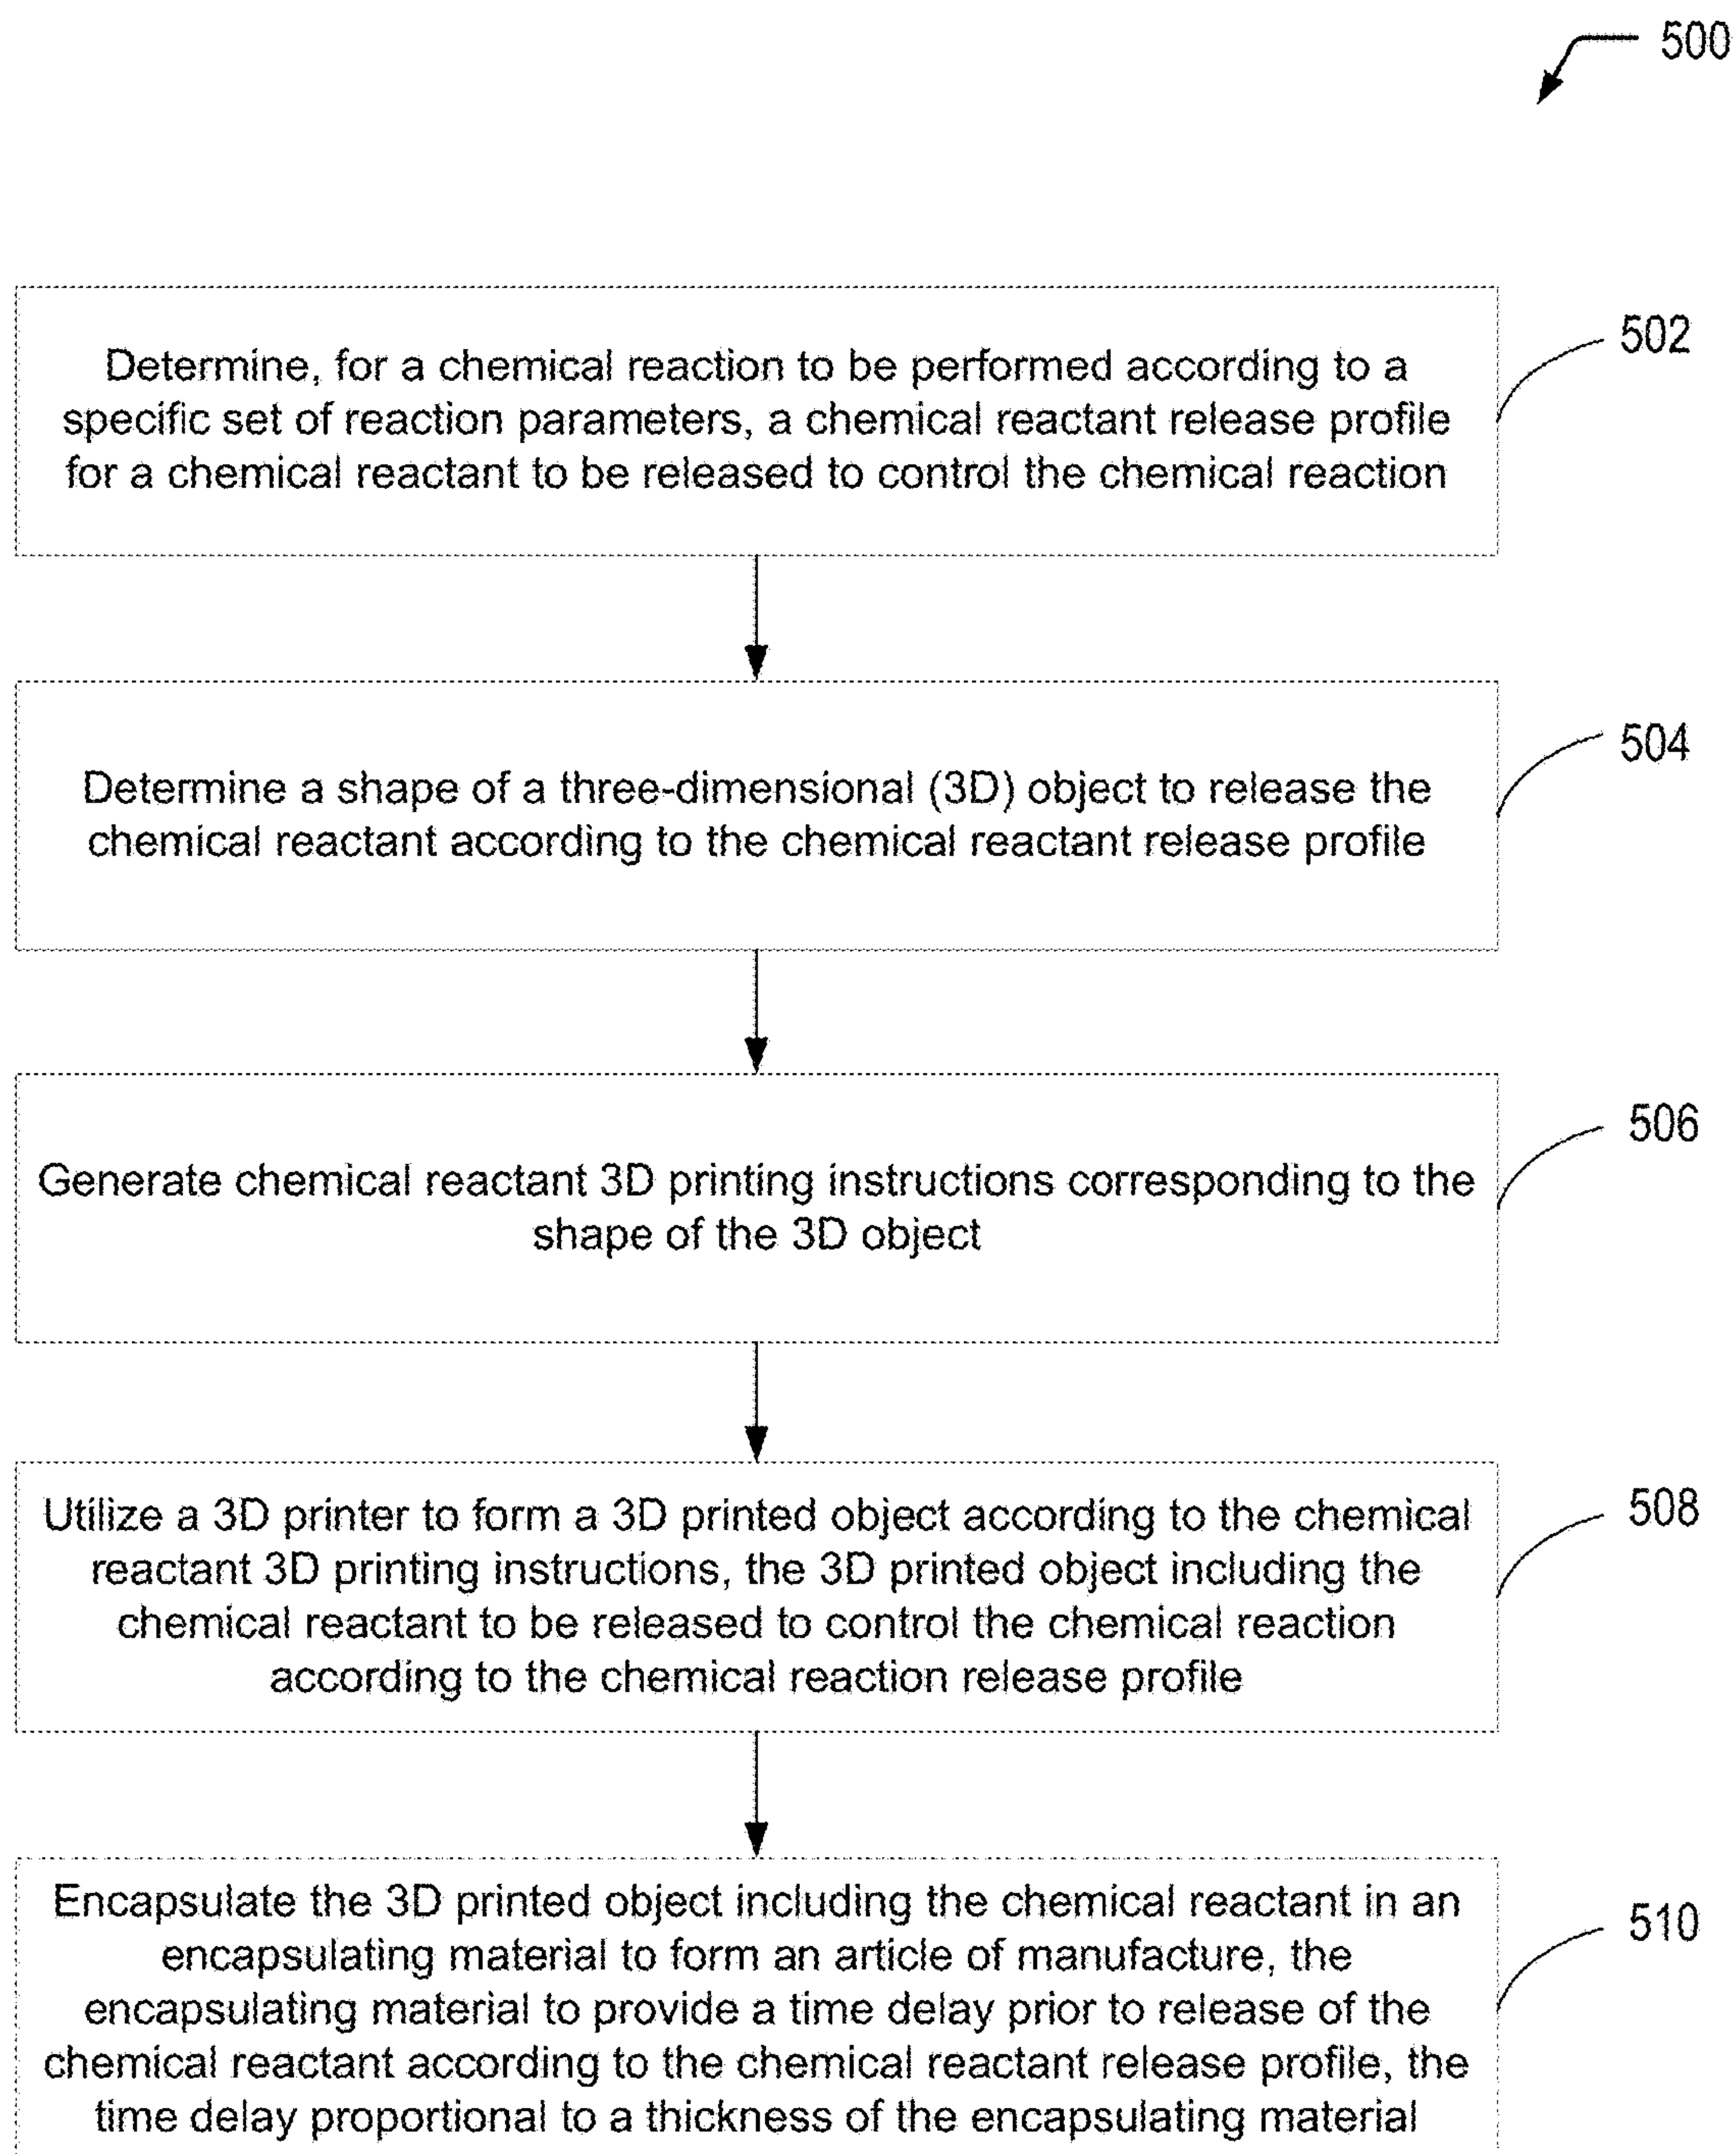 500
Determine, for a chemical reaction to be performed according to a
specific set of reaction parameters, a chemical reactant release profile
for a chemical reactant to be released to control the chemical reaction
502
Determine a shape of a three-dimensional (3D) object to release the
chemical reactant according to the chemical reactant release profile
504
Generate chemical reactant 3D printing instructions corresponding to the
shape of the 3D object
506
Utilize a 3D printer to form a 3D printed object according to the chemical
reactant 3D printing instructions, the 3D printed object including the
chemical reactant to be released to control the chemical reaction
according to the chemical reaction release profile
508
Encapsulate the 3D printed object including the chemical reactant in an
encapsulating material to form an article of manufacture, the
encapsulating material to provide a time delay prior to release of the
chemical reactant according to the chemical reactant release profile, the
time delay proportional to a thickness of the encapsulating material
510